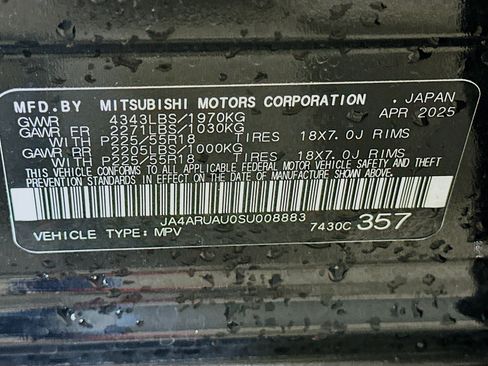 MFD.BY MITSUBISHI MOTORS CORPORATION , JAPAN
GVWR 4343LBS/1970KG APR 2025
GAWR FR 2271LBS/1030KG
WITH P225/55R18 TIRES 18X7.0J RIMS
GAWR RR 1000KG
WITH P225/55R18 TIRES 18X7.0J RIMS
THIS VEHICLE CONFORMS TO ALL APPLICABLE FEDERAL MOTOR VEHICLE SAFETY, BUMPER, AND THEFT
PREVENTION STANDARDS IN EFFECT ON THE DATE OF MANUFACTURE SHOWN ABOVE.
JA4ARUAU0SU008883
VEHICLE TYPE: MPV 7430C 357